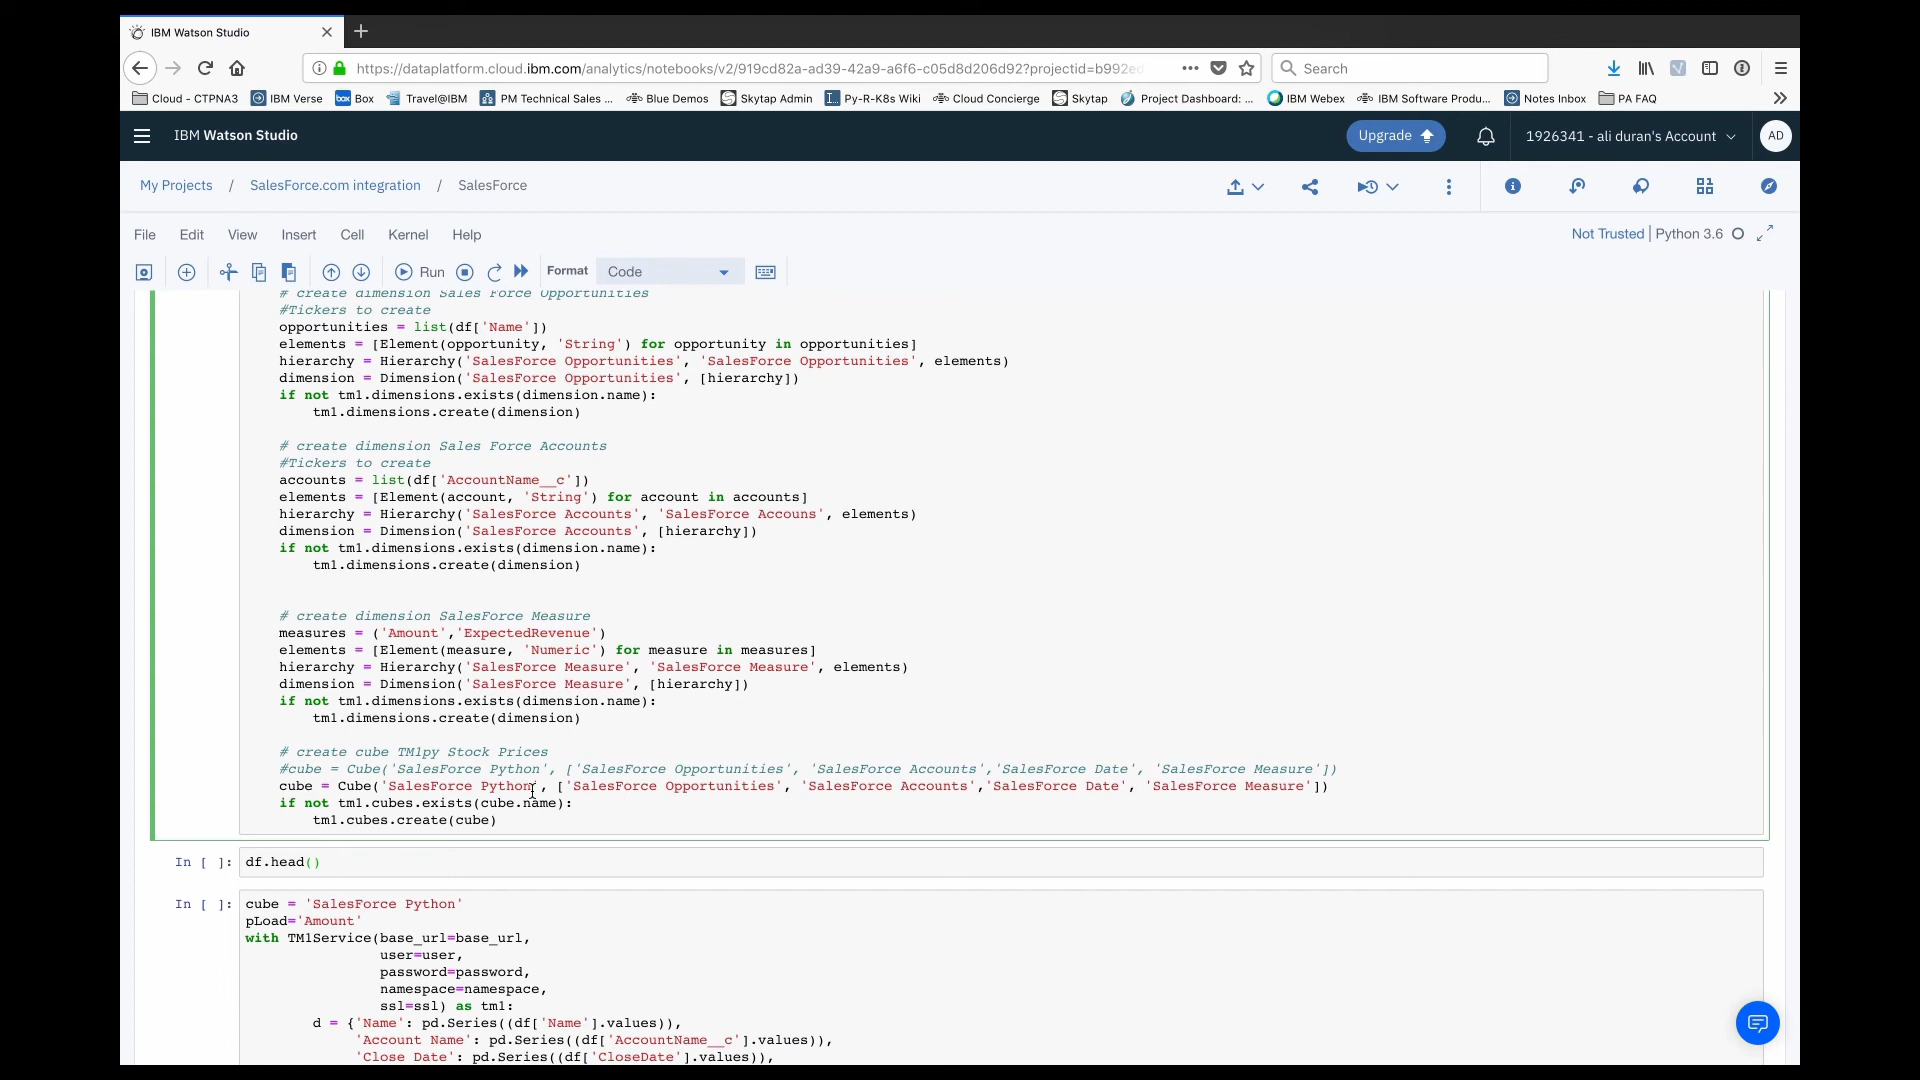 IBM Watson Studio
https://dataplatform.cloud.ibm.com/analytics/notebooks/v2/919cd82a-ad39-42a9-a6f6-c05d8d206d92?projectid=b992ed
Search
Cloud - CTPNA3
IBM Verse
box Box
Travel@IBM
PM Technical Sales ...
Blue Demos
Skytap Admin
Py-R-K8s Wiki
Cloud Concierge
Skytap
Project Dashboard: ...
IBM Webex
IBM Software Produ...
Notes Inbox
PA FAQ
IBM Watson Studio
Upgrade
1926341 - ali duran's Account
AD
My Projects / SalesForce.com integration / SalesForce
File Edit View Insert Cell Kernel Help
Not Trusted | Python 3.6
Run
Format
Code
# create dimension Sales Force Opportunities
#Tickers to create
opportunities = list(df['Name'])
elements = [Element(opportunity, 'String') for opportunity in opportunities]
hierarchy = Hierarchy('SalesForce Opportunities', 'SalesForce Opportunities', elements)
dimension = Dimension('SalesForce Opportunities', [hierarchy])
if not tm1.dimensions.exists(dimension.name):
tm1.dimensions.create(dimension)
# create dimension Sales Force Accounts
#Tickers to create
accounts = list(df['AccountName__c'])
elements = [Element(account, 'String') for account in accounts]
hierarchy = Hierarchy('SalesForce Accounts', 'SalesForce Accouns', elements)
dimension = Dimension('SalesForce Accounts', [hierarchy])
if not tm1.dimensions.exists(dimension.name):
tm1.dimensions.create(dimension)
# create dimension SalesForce Measure
measures = ('Amount','ExpectedRevenue')
elements = [Element(measure, 'Numeric') for measure in measures]
hierarchy = Hierarchy('SalesForce Measure', 'SalesForce Measure', elements)
dimension = Dimension('SalesForce Measure', [hierarchy])
if not tm1.dimensions.exists(dimension.name):
tm1.dimensions.create(dimension)
# create cube TM1py Stock Prices
#cube = Cube('SalesForce Python', ['SalesForce Opportunities', 'SalesForce Accounts','SalesForce Date', 'SalesForce Measure'])
cube = Cube('SalesForce Python', ['SalesForce Opportunities', 'SalesForce Accounts','SalesForce Date', 'SalesForce Measure'])
if not tm1.cubes.exists(cube.name):
tm1.cubes.create(cube)
In [ ]: df.head()
In [ ]: cube = 'SalesForce Python'
pLoad='Amount'
with TM1Service(base_url=base_url,
user=user,
password=password,
namespace=namespace,
ssl=ssl) as tm1:
d = {'Name': pd.Series((df['Name'].values)),
'Account Name': pd.Series((df['AccountName__c'].values)),
'Close Date': pd.Series((df['CloseDate'].values)),